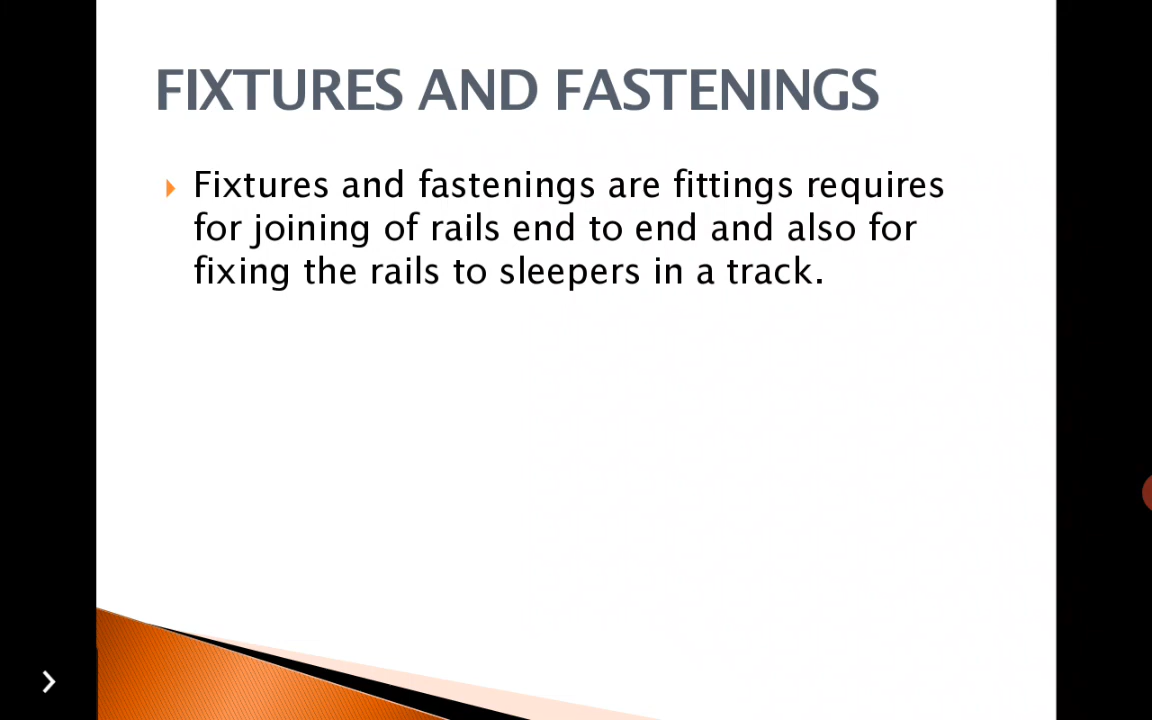 FIXTURES AND FASTENINGS
Fixtures and fastenings are fittings requires
for joining of rails end to end and also for
fixing the rails to sleepers in a track.